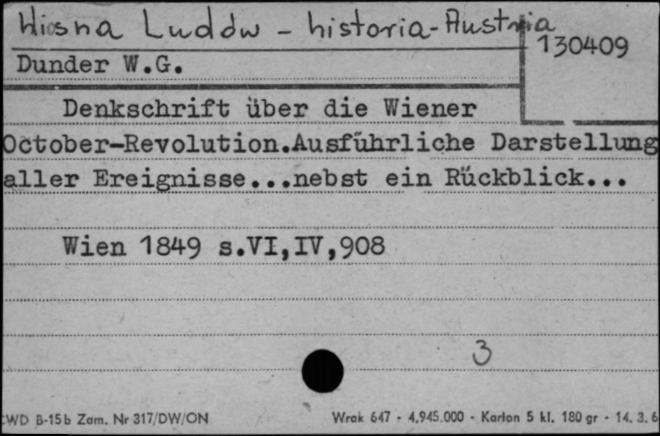 Wiosna Ludów - historia-Austria
130409
Dunder W.G.
Denkschrift über die Wiener
October-Revolution.Ausführliche Darstellung
aller Ereignisse...nebst ein Rückblick...
Wien 1849 s.VI,IV,908
3
CWD B-15b Zam. Nr 317/DW/ON
Wrak 647 - 4.945.000 - Karton 5 kl. 180 gr - 14. 3. 6